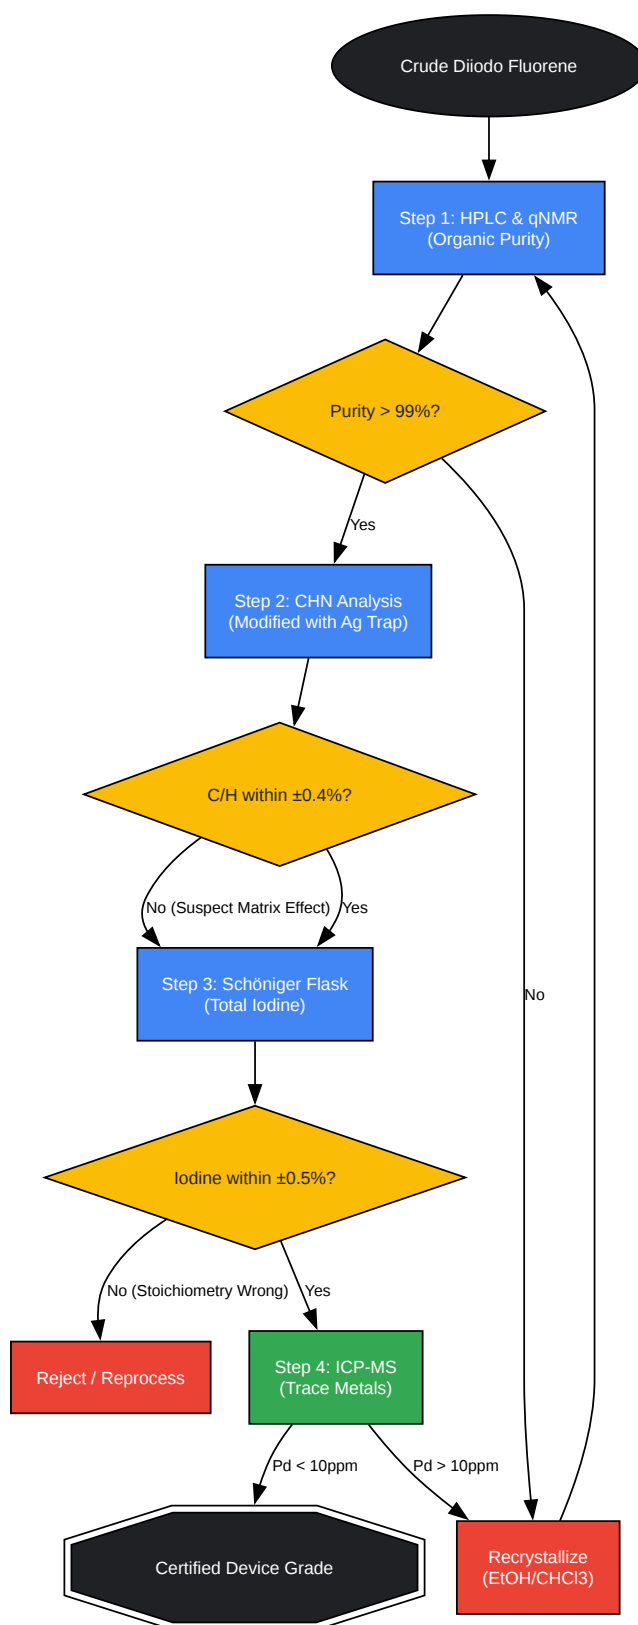 Crude Diiodo Fluorene
Step 1: HPLC & qNMR
(Organic Purity)
Purity > 99%?
Yes
Step 2: CHN Analysis
(Modified with Ag Trap)
C/H within ±0.4%?
No (Suspect Matrix Effect)
Yes
Step 3: Schöniger Flask
(Total Iodine)
No
Iodine within ±0.5%?
No (Stoichiometry Wrong)
Yes
Reject / Reprocess
Step 4: ICP-MS
(Trace Metals)
Pd < 10ppm
Pd > 10ppm
Certified Device Grade
Recrystallize
(EtOH/CHCl3)